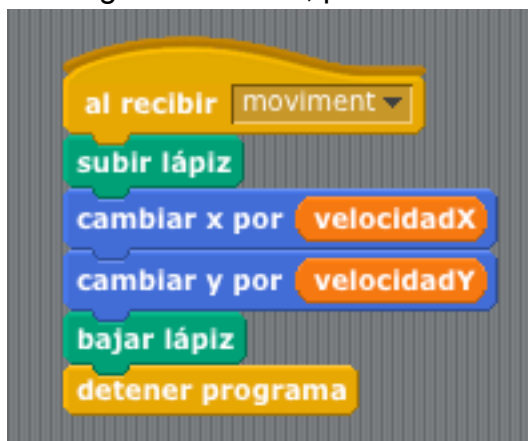 al recibir moviment
subir lápiz
cambiar x por velocidadX
cambiar y por velocidadY
bajar lápiz
detener programa